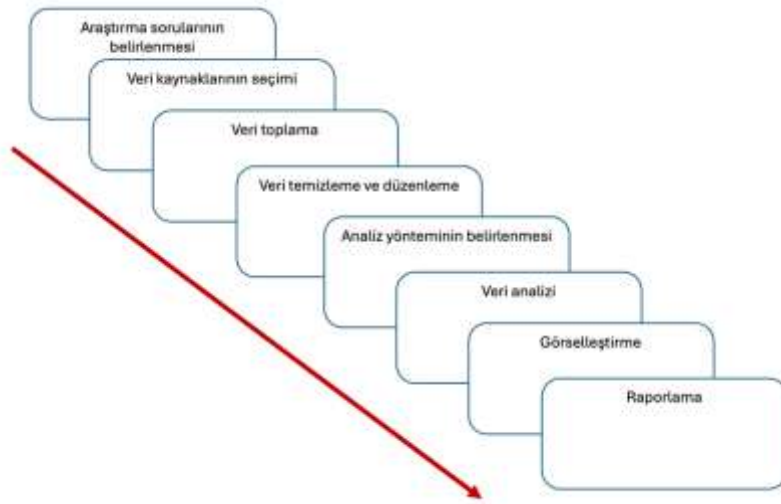 Araştırma sorularının
belirlenmesi
Veri kaynaklarının seçimi
Veri toplama
Veri temizleme ve düzenleme
Analiz yönteminin belirlenmesi
Veri analizi
Görselleştirme
Raporlama